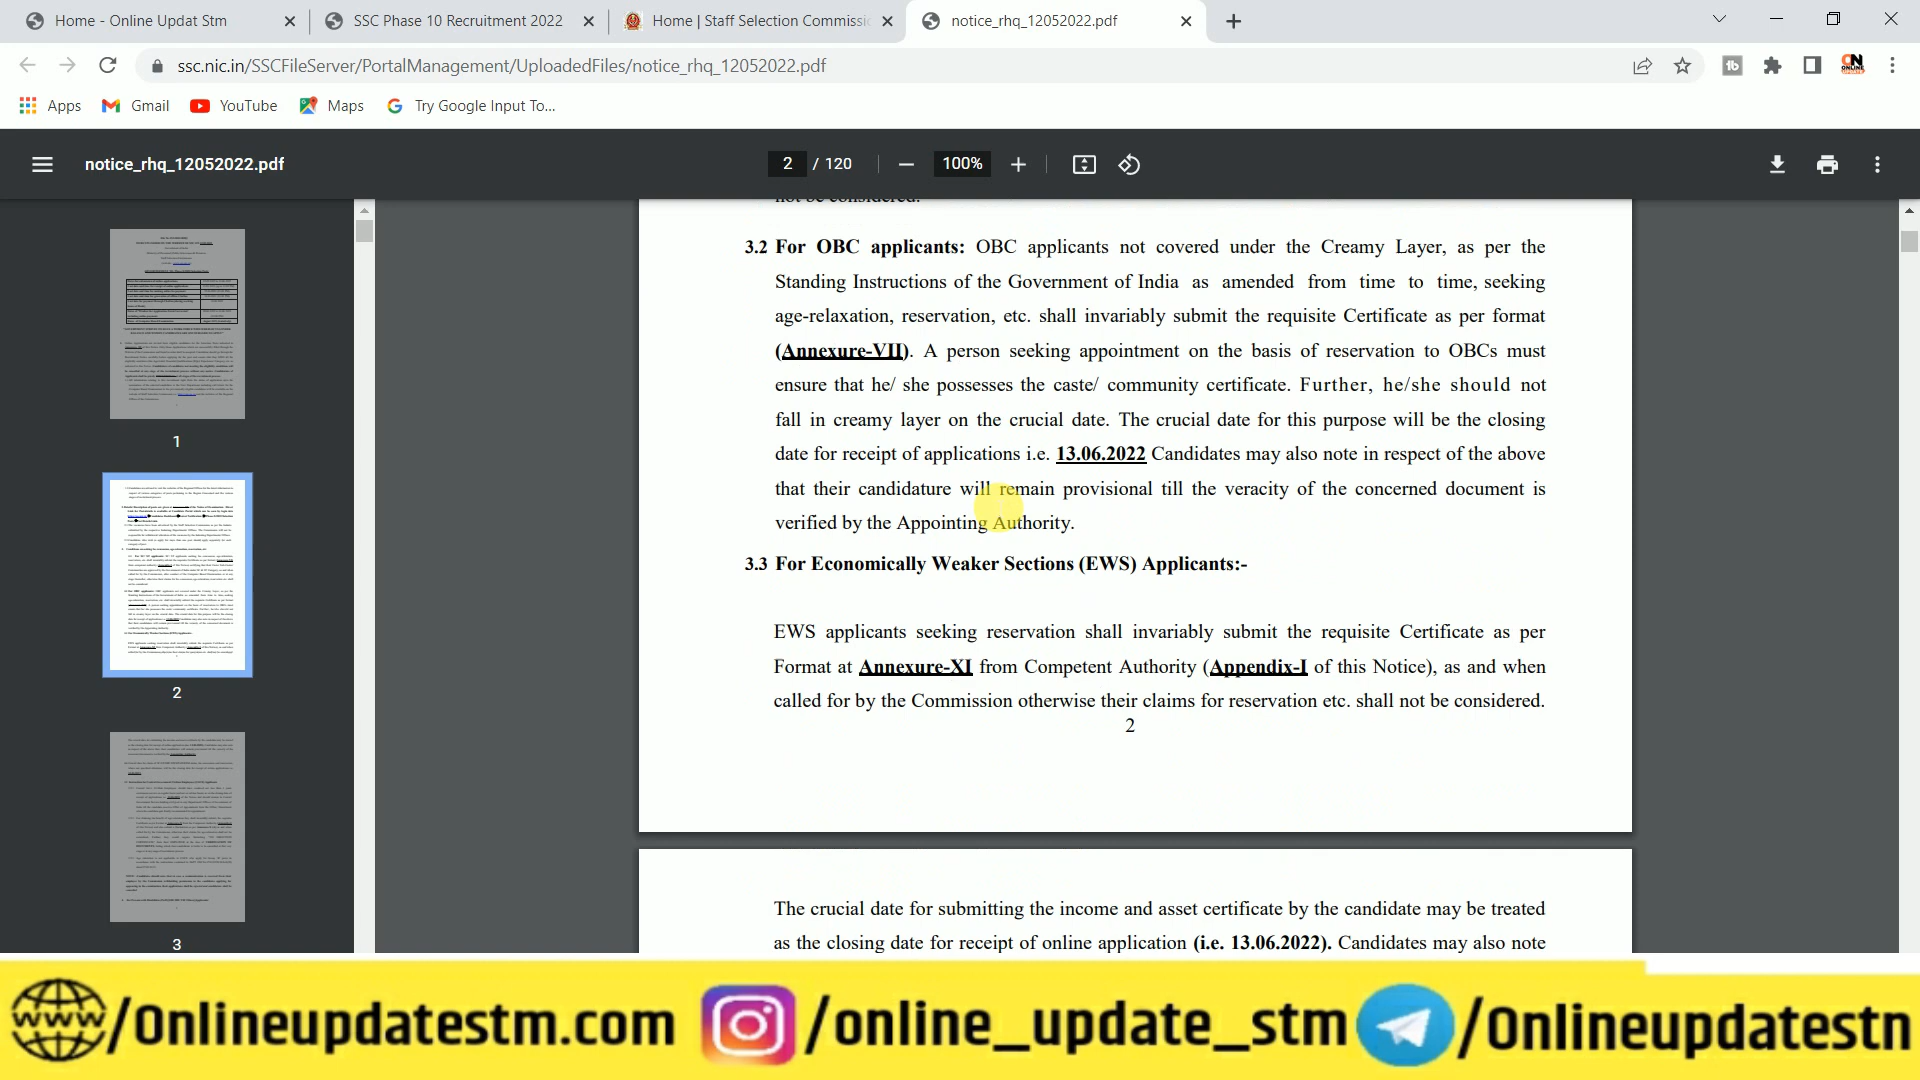 Home - Online Updat Stm
SSC Phase 10 Recruitment 2022
Home | Staff Selection Commissi
notice_rhq_12052022.pdf
ssc.nic.in/SSCFileServer/PortalManagement/UploadedFiles/notice_rhq_12052022.pdf
Apps
Gmail
YouTube
Maps
Try Google Input To...
notice_rhq_12052022.pdf
2 / 120
100%
not be considered.
3.2 For OBC applicants: OBC applicants not covered under the Creamy Layer, as per the
Standing Instructions of the Government of India as amended from time to time, seeking
age-relaxation, reservation, etc. shall invariably submit the requisite Certificate as per format
(Annexure-VII). A person seeking appointment on the basis of reservation to OBCs must
ensure that he/ she possesses the caste/ community certificate. Further, he/she should not
fall in creamy layer on the crucial date. The crucial date for this purpose will be the closing
date for receipt of applications i.e. 13.06.2022 Candidates may also note in respect of the above
that their candidature will remain provisional till the veracity of the concerned document is
verified by the Appointing Authority.
3.3 For Economically Weaker Sections (EWS) Applicants:-
EWS applicants seeking reservation shall invariably submit the requisite Certificate as per
Format at Annexure-XI from Competent Authority (Appendix-I of this Notice), as and when
called for by the Commission otherwise their claims for reservation etc. shall not be considered.
2
The crucial date for submitting the income and asset certificate by the candidate may be treated
as the closing date for receipt of online application (i.e. 13.06.2022). Candidates may also note
1
2
3
www/Onlineupdatestm.com
/online_update_stm
/Onlineupdatestn